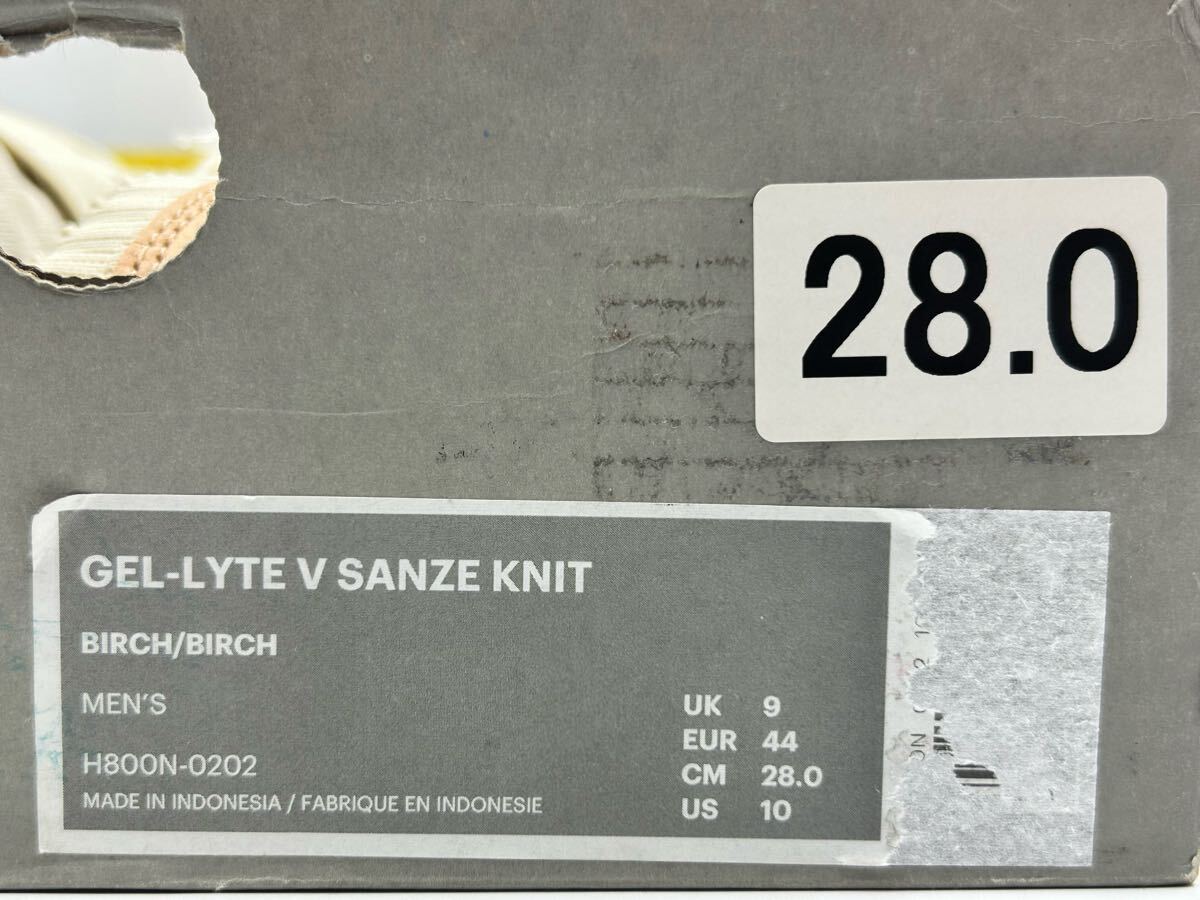 28.0
GEL-LYTE V SANZE KNIT
BIRCH/BIRCH
MEN'S
H800N-0202
MADE IN INDONESIA / FABRIQUE EN INDONESIE
UK 9
EUR 44
CM 28.0
US 10